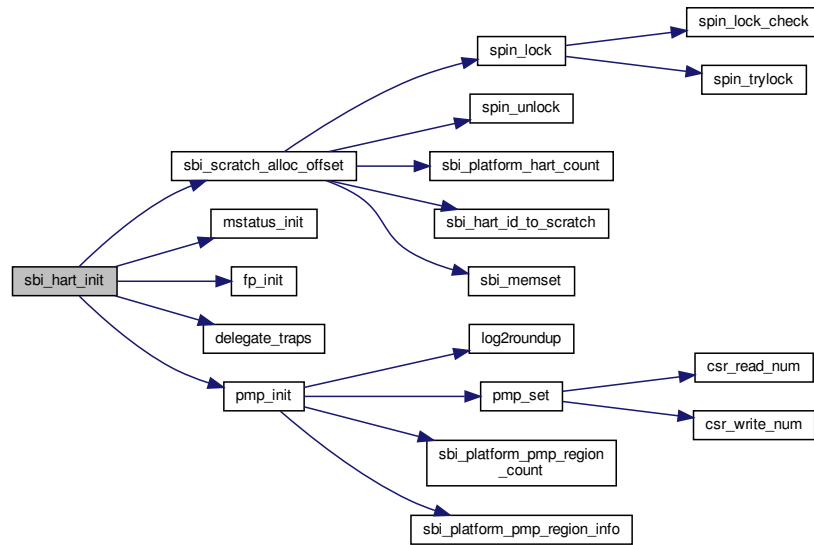 spin_lock_check
spin_lock
spin_trylock
spin_unlock
sbi_scratch_alloc_offset
sbi_platform_hart_count
mstatus_init
sbi_hart_id_to_scratch
sbi_hart_init
fp_init
sbi_memset
delegate_traps
log2roundup
csr_read_num
pmp_init
pmp_set
csr_write_num
sbi_platform_pmp_region
_count
sbi_platform_pmp_region_info